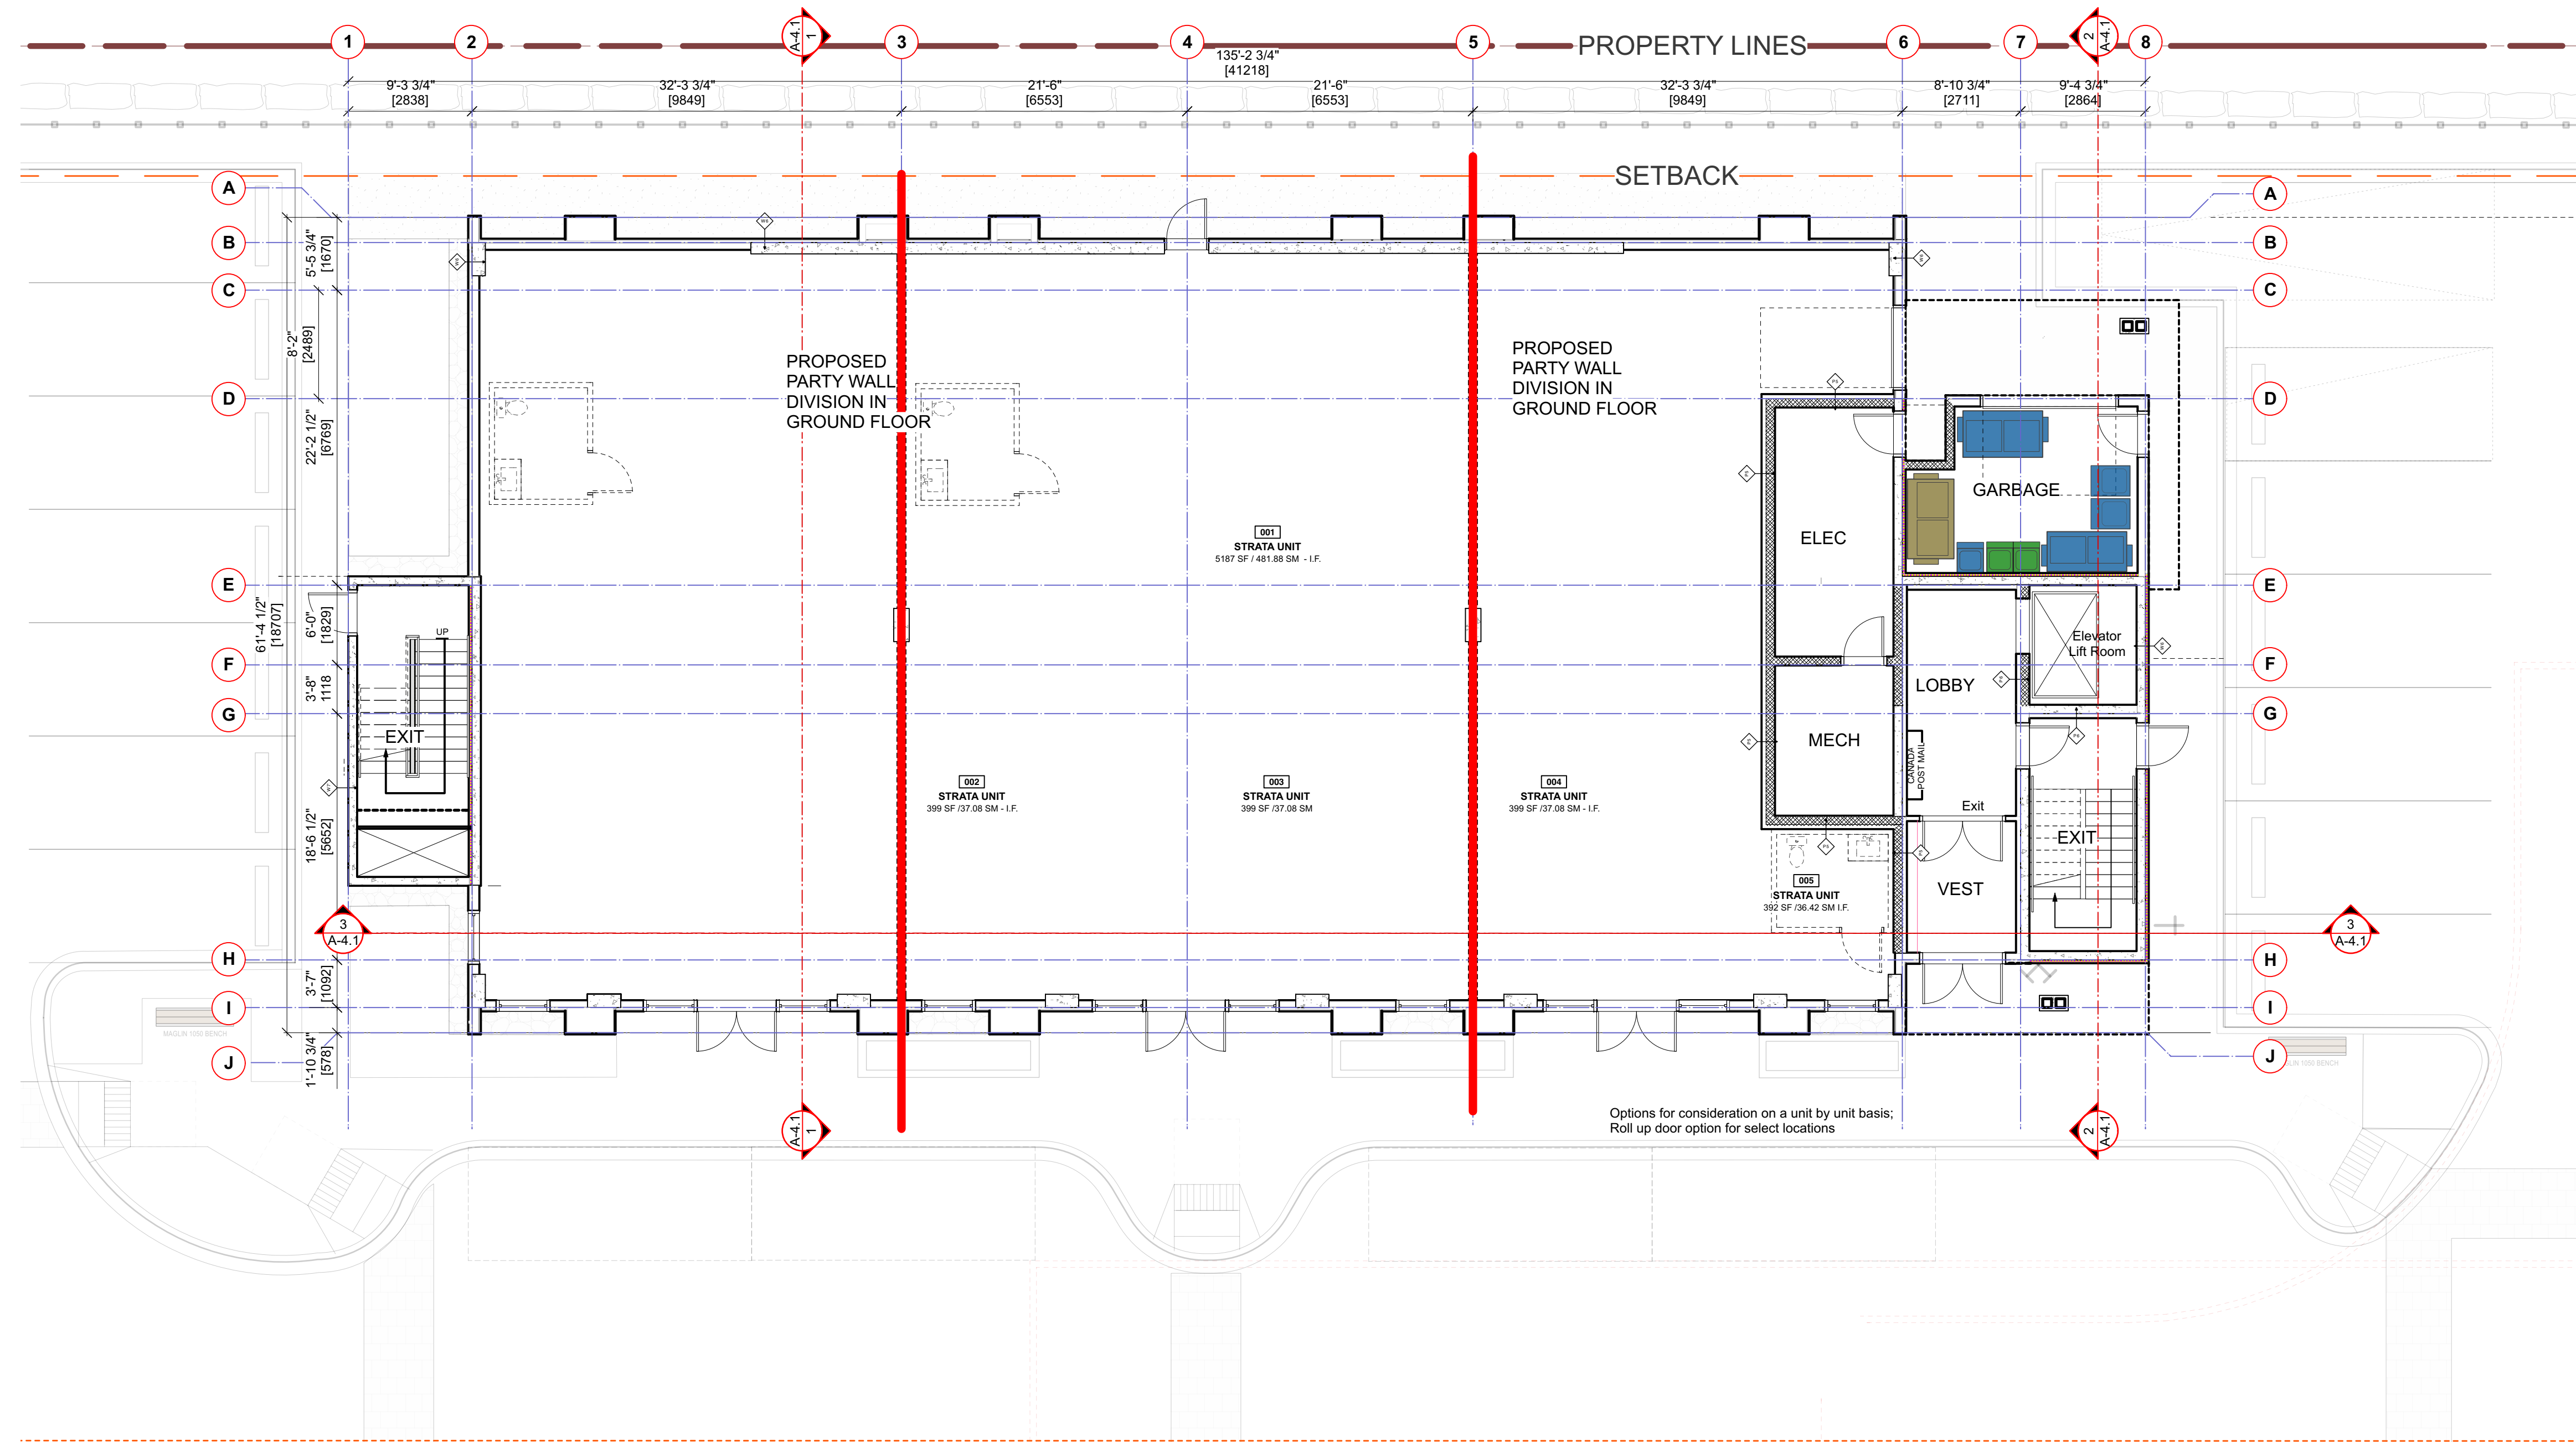 PROPERTY LINES
1
2
A-4.1
1
3
4
5
6
7
2
A-4.1
8
135'-2 3/4"
[41218]
9'-3 3/4"
[2838]
32'-3 3/4"
[9849]
21'-6"
[6553]
21'-6"
[6553]
32'-3 3/4"
[9849]
8'-10 3/4"
[2711]
9'-4 3/4"
[2864]
SETBACK
A
A
B
B
C
C
D
D
E
E
F
F
G
G
H
H
I
I
J
J
5'-5 3/4"
[1670]
8'-2"
[2489]
22'-2 1/2"
[6769]
61'-4 1/2"
[18707]
6'-0"
[1829]
3'-8"
1118
18'-6 1/2"
[5652]
3'-7"
[1092]
1'-10 3/4"
[578]
PROPOSED
PARTY WALL
DIVISION IN
GROUND FLOOR
PROPOSED
PARTY WALL
DIVISION IN
GROUND FLOOR
W6
P5
001
STRATA UNIT
5187 SF / 481.88 SM - I.F.
ELEC
GARBAGE
Elevator
Lift Room
LOBBY
MECH
CANADA
POST MAIL
UP
EXIT
Exit
EXIT
VEST
002
STRATA UNIT
399 SF /37.08 SM - I.F.
003
STRATA UNIT
399 SF /37.08 SM
004
STRATA UNIT
399 SF /37.08 SM - I.F.
005
STRATA UNIT
392 SF /36.42 SM I.F.
3
A-4.1
3
A-4.1
MAGLIN 1050 BENCH
GLIN 1050 BENCH
A-4.1
1
2
A-4.1
Options for consideration on a unit by unit basis;
Roll up door option for select locations